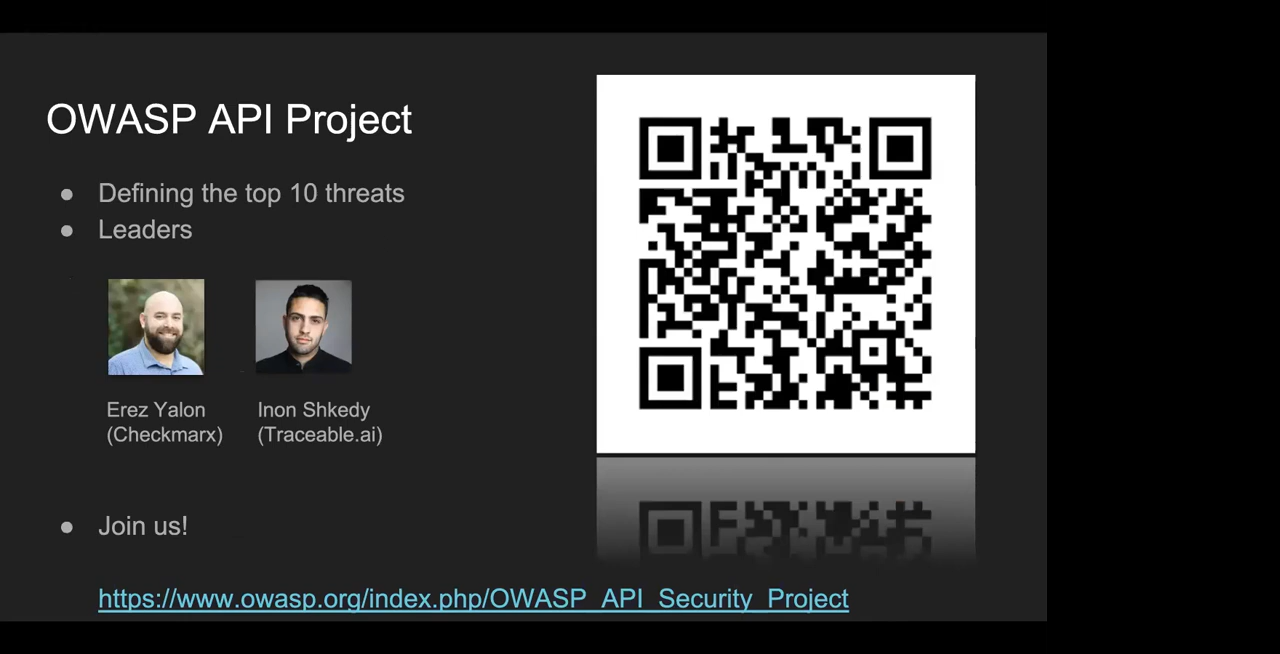 OWASP API Project
● Defining the top 10 threats
● Leaders
Erez Yalon
(Checkmarx)
Inon Shkedy
(Traceable.ai)
● Join us!
https://www.owasp.org/index.php/OWASP_API_Security_Project